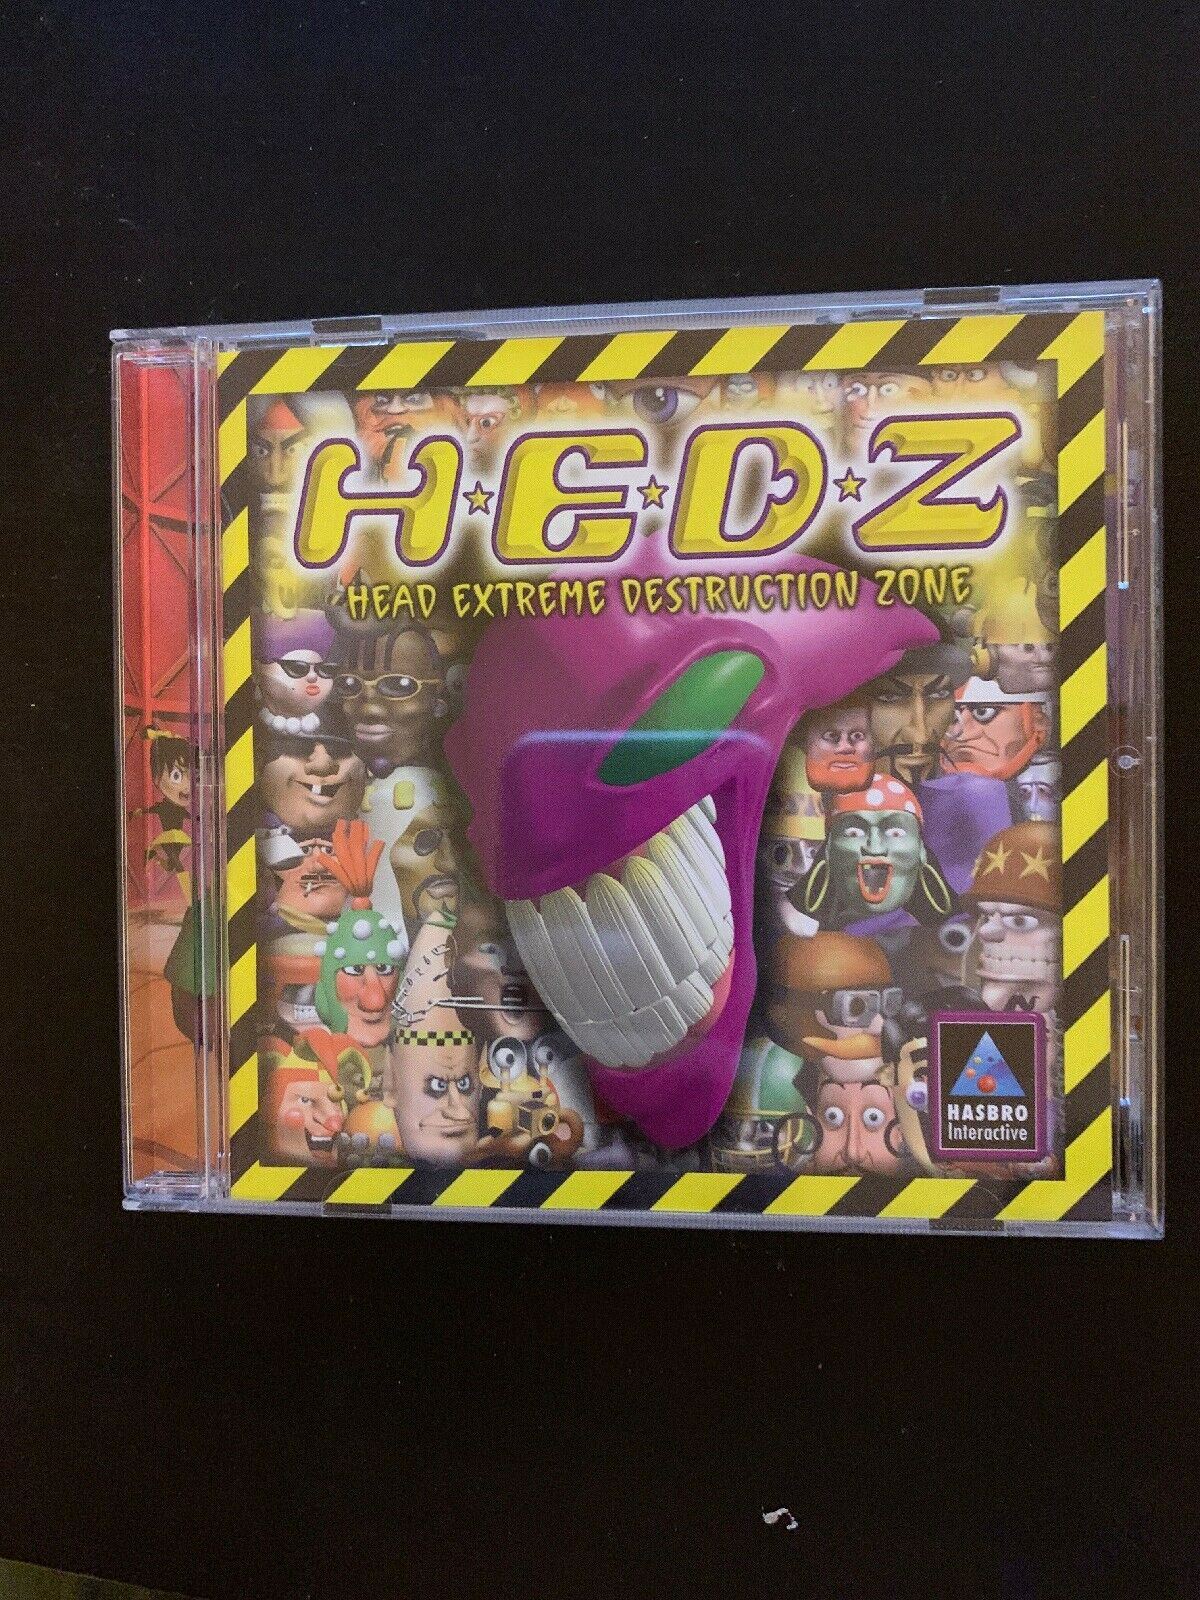 H★E★D★Z
HEAD EXTREME DESTRUCTION ZONE
HASBRO
Interactive